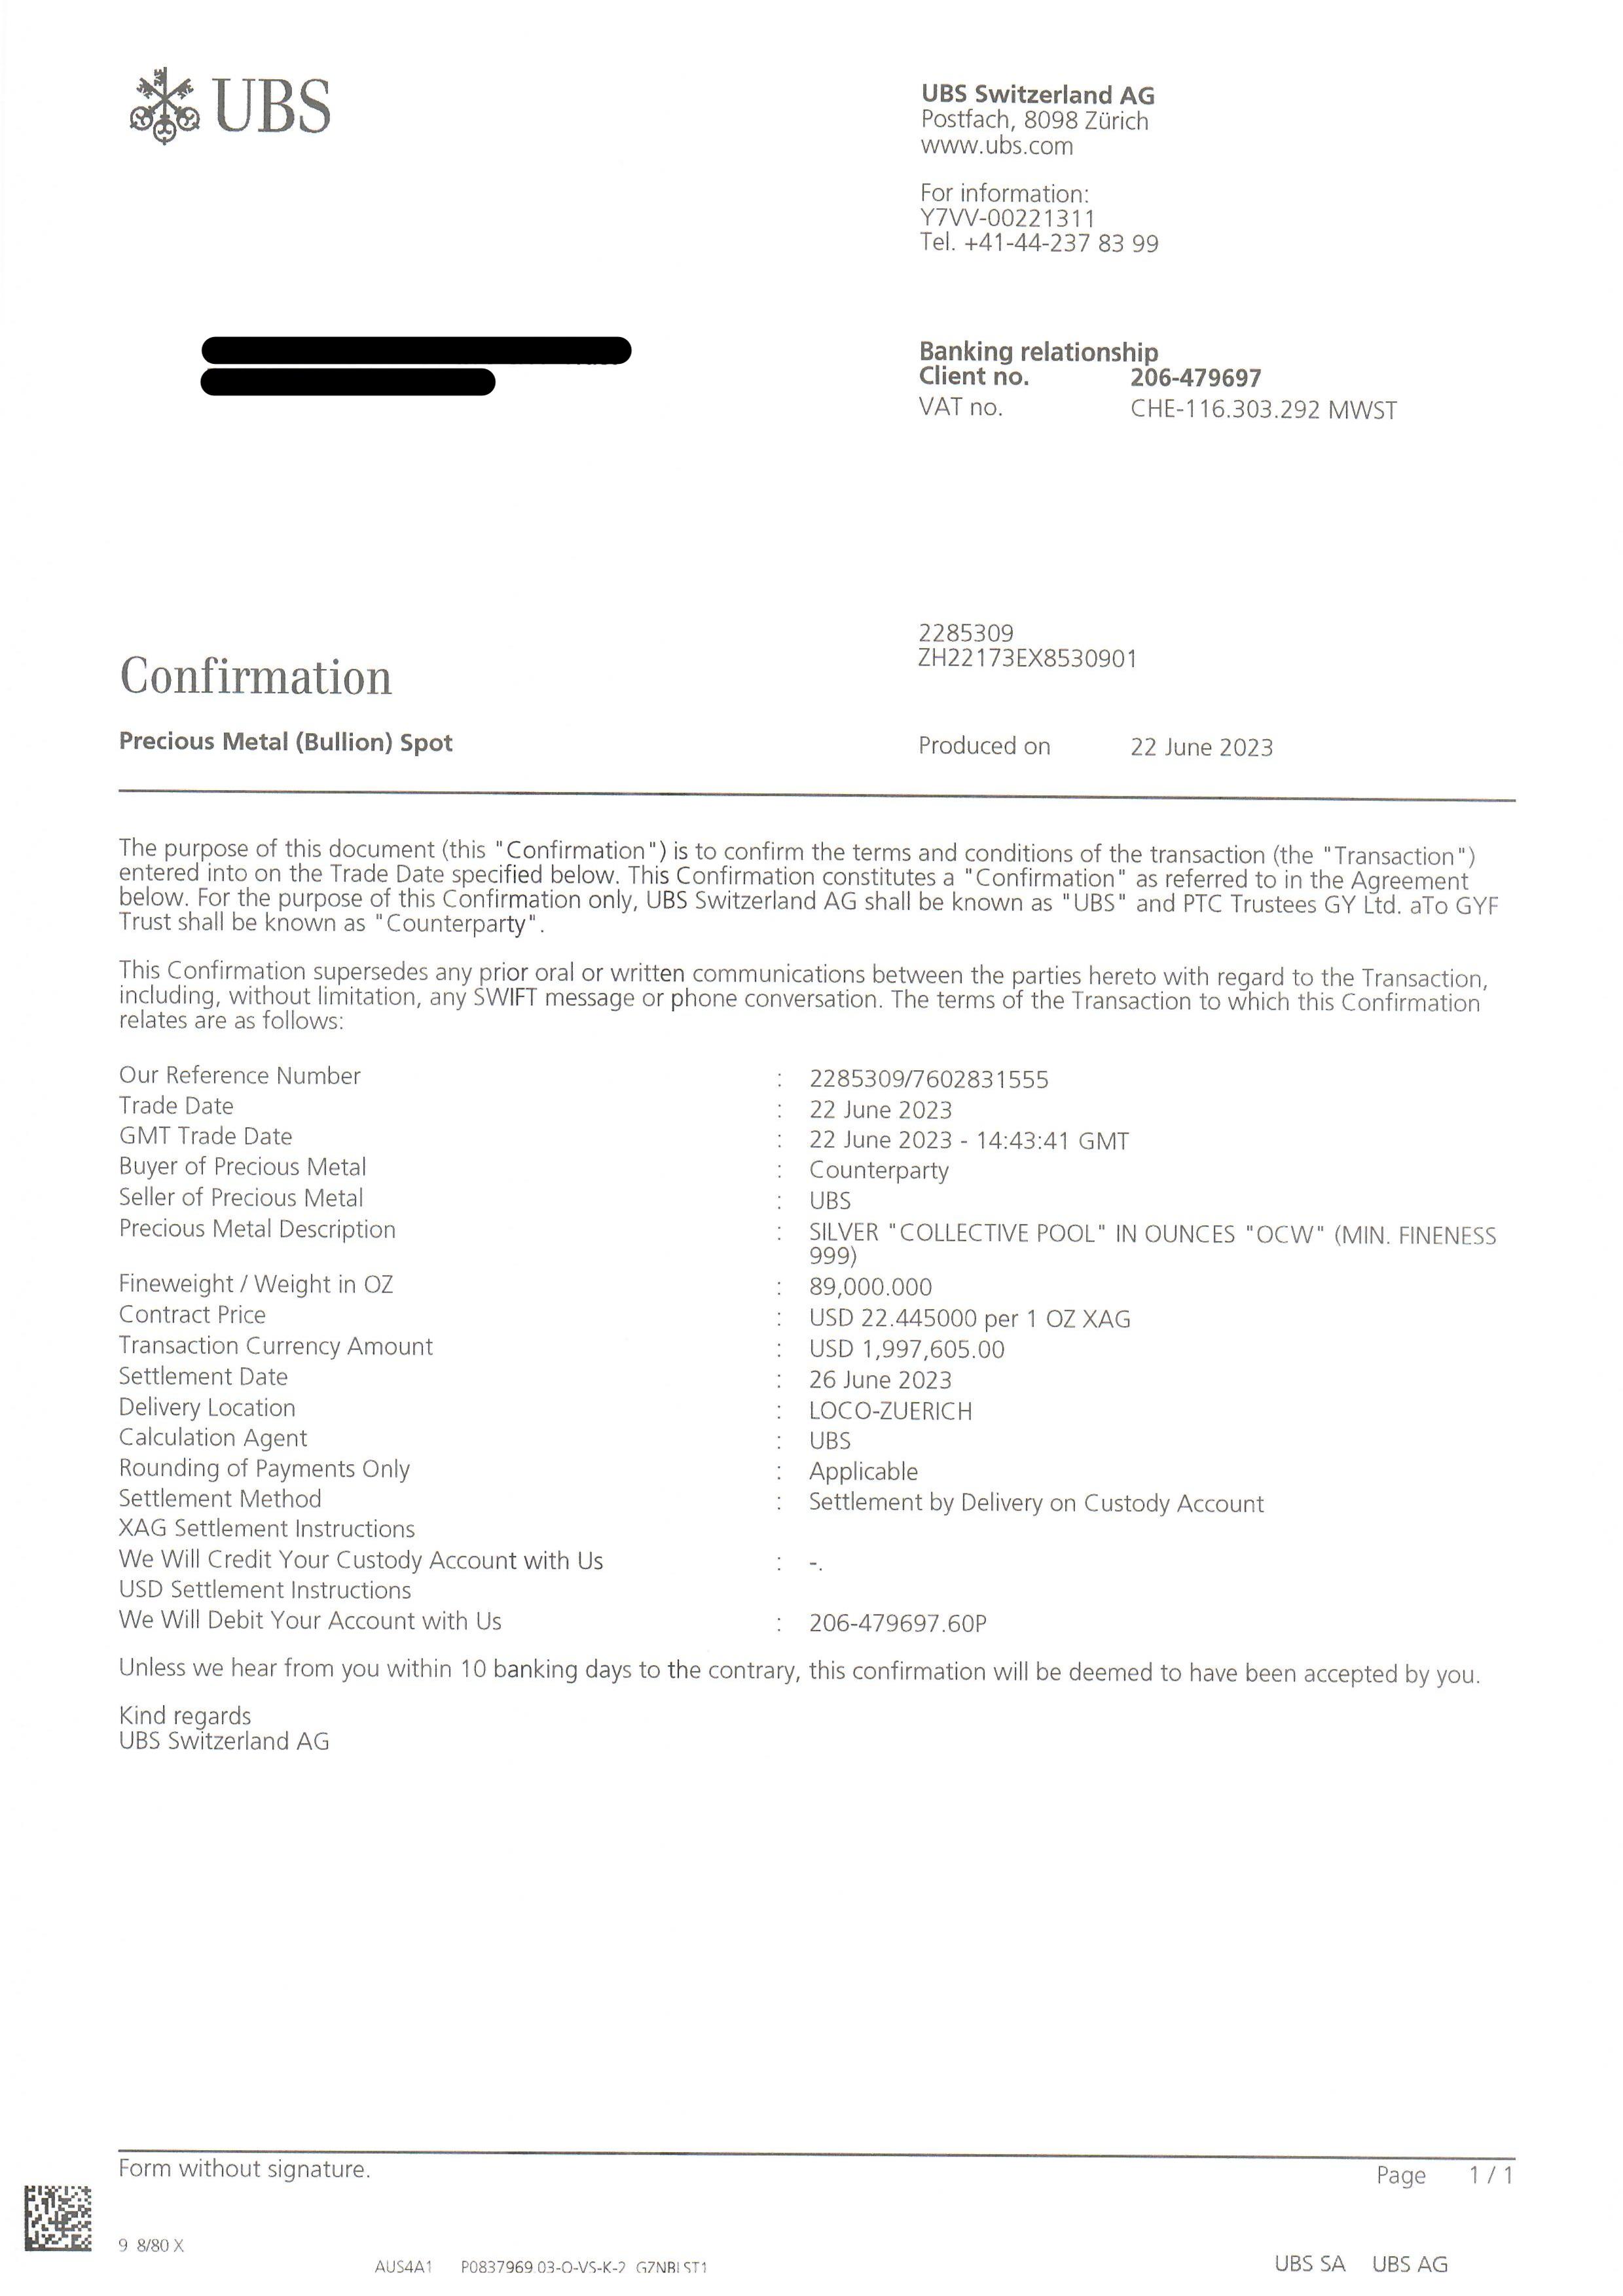 UBS
UBS Switzerland AG
Postfach, 8098 Zürich
www.ubs.com
For information:
Y7VV-00221311
Tel. +41-44-237 83 99
Banking relationship
Client no. 206-479697
VAT no. CHE-116.303.292 MWST
2285309
ZH22173EX8530901
Confirmation
Precious Metal (Bullion) Spot
Produced on 22 June 2023
The purpose of this document (this "Confirmation") is to confirm the terms and conditions of the transaction (the "Transaction")
entered into on the Trade Date specified below. This Confirmation constitutes a "Confirmation" as referred to in the Agreement
below. For the purpose of this Confirmation only, UBS Switzerland AG shall be known as "UBS" and PTC Trustees GY Ltd. aTo GYF
Trust shall be known as "Counterparty".
This Confirmation supersedes any prior oral or written communications between the parties hereto with regard to the Transaction,
including, without limitation, any SWIFT message or phone conversation. The terms of the Transaction to which this Confirmation
relates are as follows:
Our Reference Number : 2285309/7602831555
Trade Date : 22 June 2023
GMT Trade Date : 22 June 2023 - 14:43:41 GMT
Buyer of Precious Metal : Counterparty
Seller of Precious Metal : UBS
Precious Metal Description : SILVER "COLLECTIVE POOL" IN OUNCES "OCW" (MIN. FINENESS
999)
Fineweight / Weight in OZ : 89,000.000
Contract Price : USD 22.445000 per 1 OZ XAG
Transaction Currency Amount : USD 1,997,605.00
Settlement Date : 26 June 2023
Delivery Location : LOCO-ZUERICH
Calculation Agent : UBS
Rounding of Payments Only : Applicable
Settlement Method : Settlement by Delivery on Custody Account
XAG Settlement Instructions
We Will Credit Your Custody Account with Us : -.
USD Settlement Instructions
We Will Debit Your Account with Us : 206-479697.60P
Unless we hear from you within 10 banking days to the contrary, this confirmation will be deemed to have been accepted by you.
Kind regards
UBS Switzerland AG
Form without signature.
Page 1 / 1
9 8/80 X
AUS4A1 P0837969 03-O-VS-K-2
UBS SA UBS AG